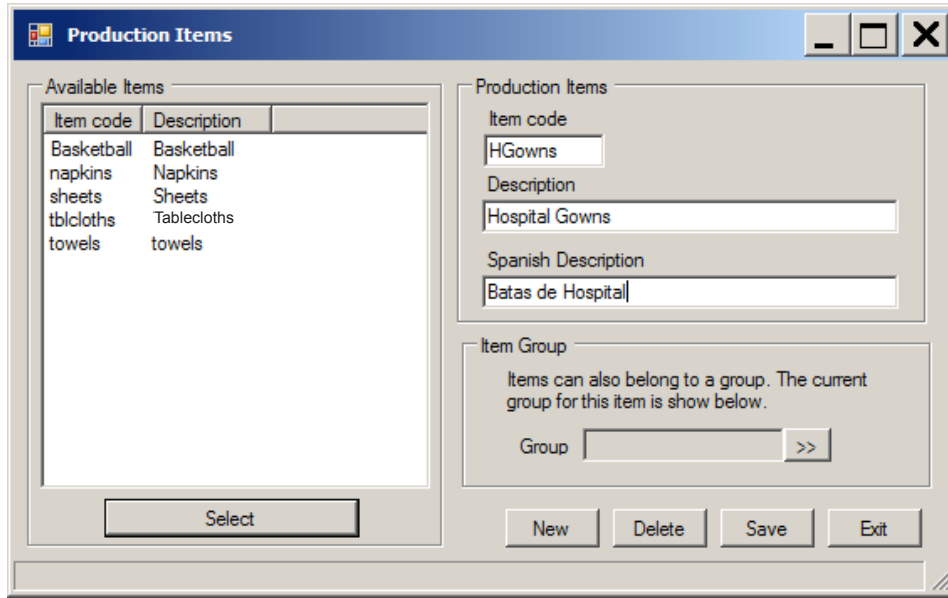 Production Items
Available Items
Item code Description
Basketball Basketball
napkins Napkins
sheets Sheets
tblcloths Tablecloths
towels towels
Select
Production Items
Item code
HGowns
Description
Hospital Gowns
Spanish Description
Batas de Hospital
Item Group
Items can also belong to a group. The current
group for this item is show below.
Group >>
New Delete Save Exit